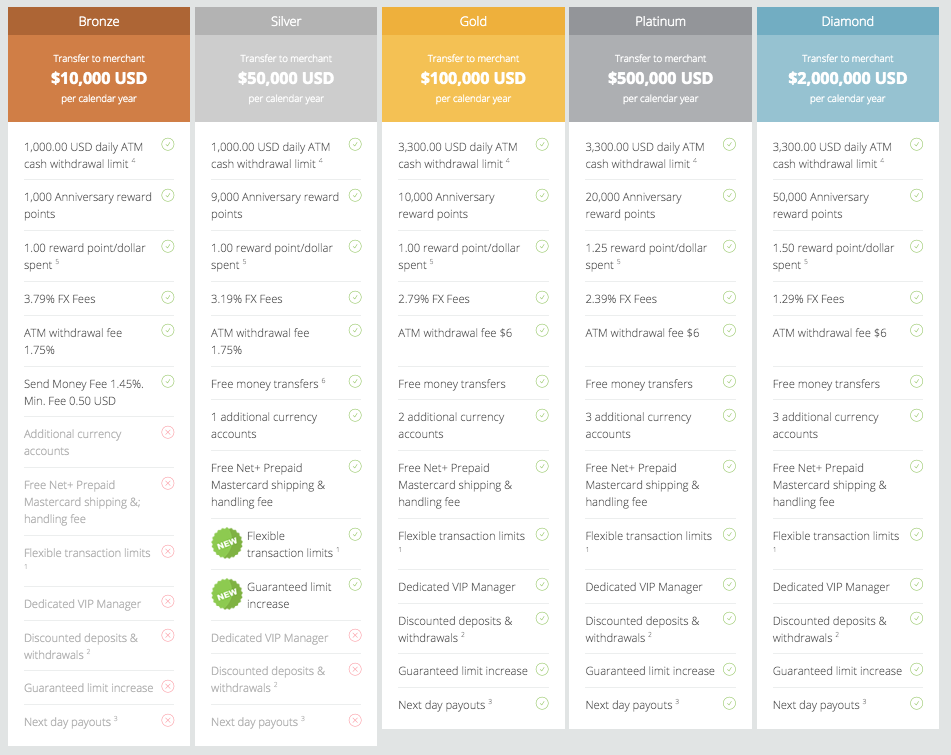 Bronze
Transfer to merchant
$10,000 USD
per calendar year
1,000.00 USD daily ATM
cash withdrawal limit 4
1,000 Anniversary reward
points
1.00 reward point/dollar
spent 5
3.79% FX Fees
ATM withdrawal fee
1.75%
Send Money Fee 1.45%.
Min. Fee 0.50 USD
Additional currency
accounts
Free Net+ Prepaid
Mastercard shipping &;
handling fee
Flexible transaction limits
1
Dedicated VIP Manager
Discounted deposits &
withdrawals 2
Guaranteed limit increase
Next day payouts 3
Silver
Transfer to merchant
$50,000 USD
per calendar year
1,000.00 USD daily ATM
cash withdrawal limit 4
9,000 Anniversary reward
points
1.00 reward point/dollar
spent 5
3.19% FX Fees
ATM withdrawal fee
1.75%
Free money transfers 6
1 additional currency
accounts
Free Net+ Prepaid
Mastercard shipping &
handling fee
NEW
Flexible
transaction limits 1
NEW
Guaranteed limit
increase
Dedicated VIP Manager
Discounted deposits &
withdrawals 2
Next day payouts 3
Gold
Transfer to merchant
$100,000 USD
per calendar year
3,300.00 USD daily ATM
cash withdrawal limit 4
10,000 Anniversary
reward points
1.00 reward point/dollar
spent 5
2.79% FX Fees
ATM withdrawal fee $6
Free money transfers
2 additional currency
accounts
Free Net+ Prepaid
Mastercard shipping &
handling fee
Flexible transaction limits
1
Dedicated VIP Manager
Discounted deposits &
withdrawals 2
Guaranteed limit increase
Next day payouts 3
Platinum
Transfer to merchant
$500,000 USD
per calendar year
3,300.00 USD daily ATM
cash withdrawal limit 4
20,000 Anniversary
reward points
1.25 reward point/dollar
spent 5
2.39% FX Fees
ATM withdrawal fee $6
Free money transfers
3 additional currency
accounts
Free Net+ Prepaid
Mastercard shipping &
handling fee
Flexible transaction limits
1
Dedicated VIP Manager
Discounted deposits &
withdrawals 2
Guaranteed limit increase
Next day payouts 3
Diamond
Transfer to merchant
$2,000,000 USD
per calendar year
3,300.00 USD daily ATM
cash withdrawal limit 4
50,000 Anniversary
reward points
1.50 reward point/dollar
spent 5
1.29% FX Fees
ATM withdrawal fee $6
Free money transfers
3 additional currency
accounts
Free Net+ Prepaid
Mastercard shipping &
handling fee
Flexible transaction limits
1
Dedicated VIP Manager
Discounted deposits &
withdrawals 2
Guaranteed limit increase
Next day payouts 3